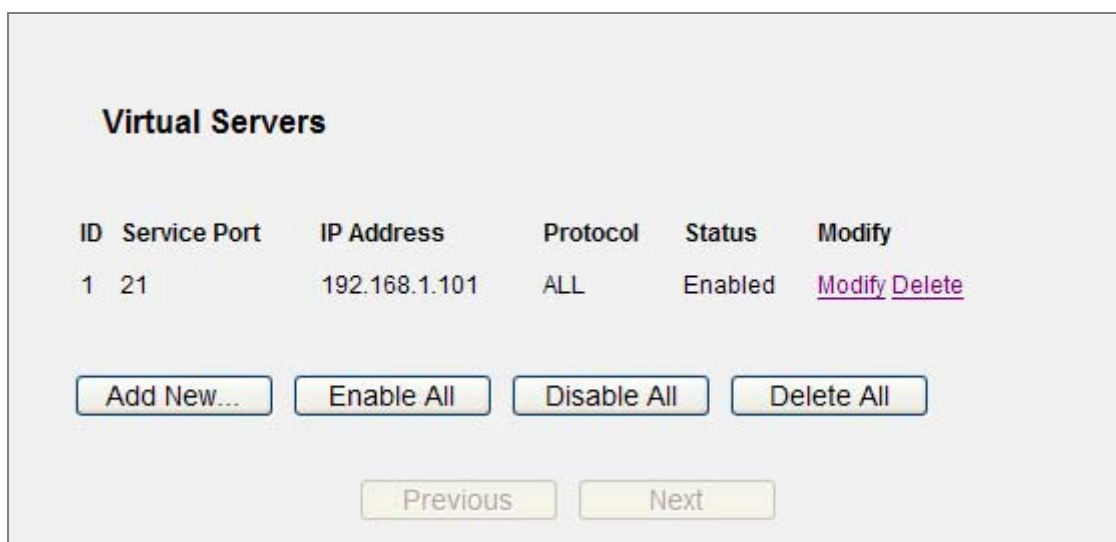 Virtual Servers
ID Service Port IP Address Protocol Status Modify
1 21 192.168.1.101 ALL Enabled Modify Delete
Add New... Enable All Disable All Delete All
Previous Next